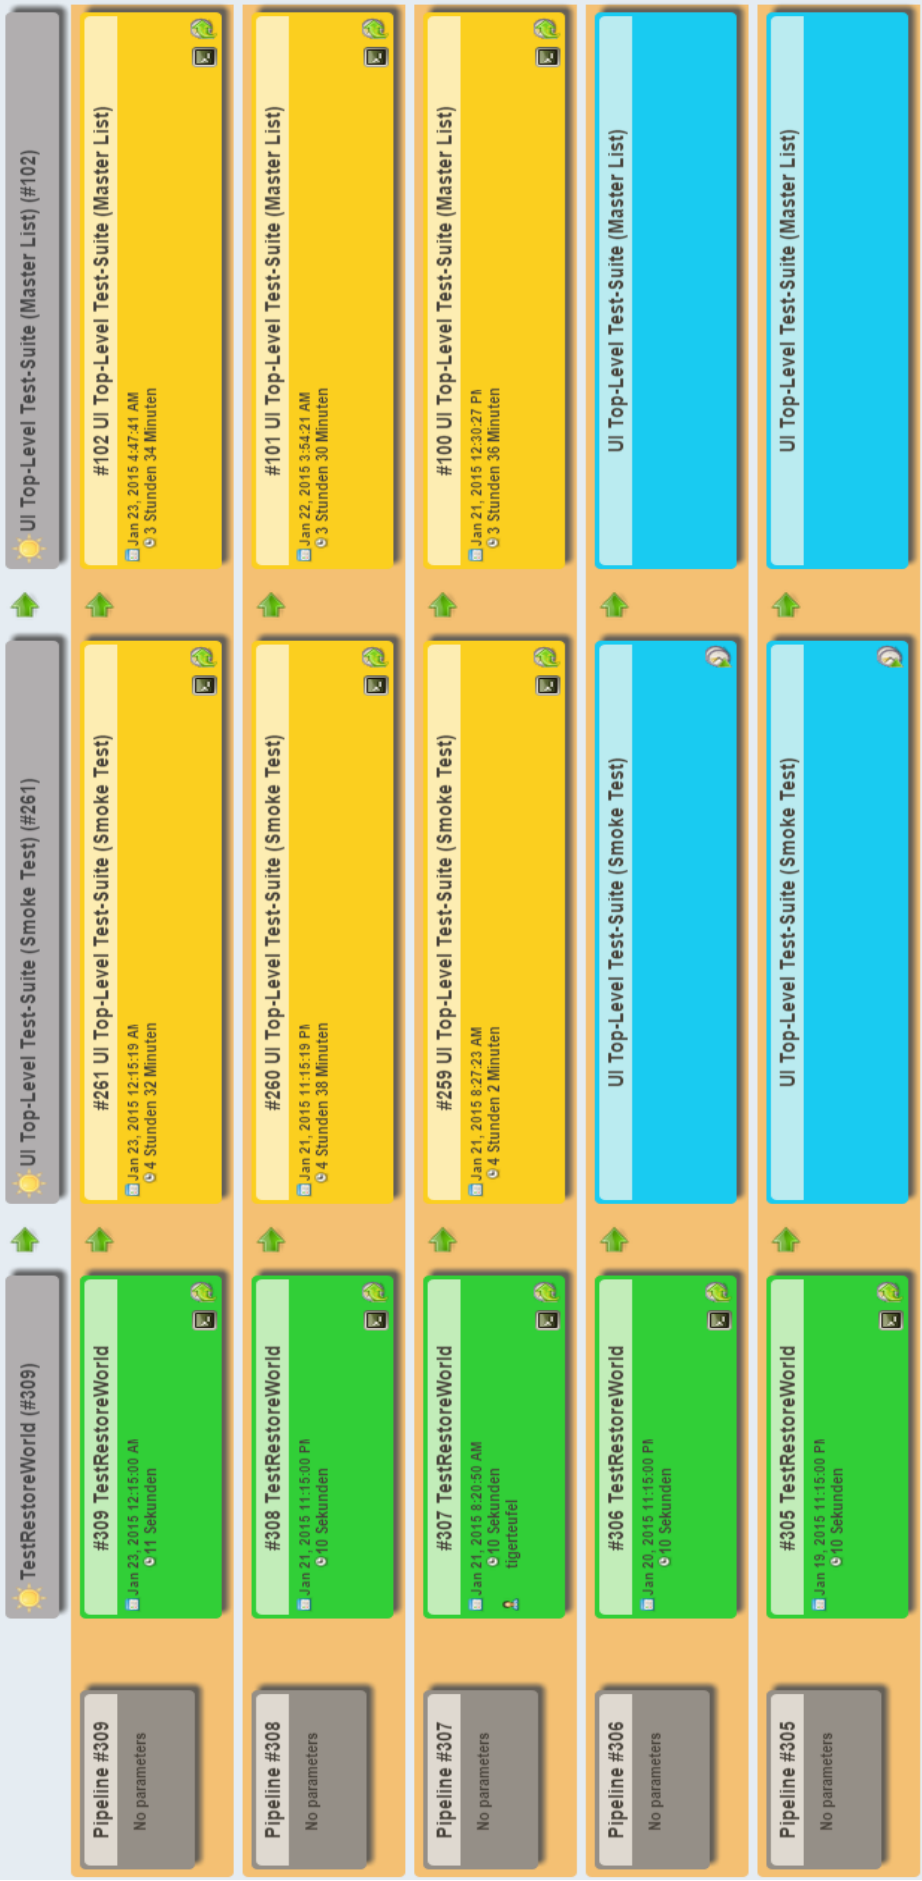 TestRestoreWorld (#309)
UI Top-Level Test-Suite (Smoke Test) (#261)
UI Top-Level Test-Suite (Master List) (#102)
Pipeline #309
No parameters
#309 TestRestoreWorld
Jan 23, 2015 12:15:00 AM
11 Sekunden
#261 UI Top-Level Test-Suite (Smoke Test)
Jan 23, 2015 12:15:19 AM
4 Stunden 32 Minuten
#102 UI Top-Level Test-Suite (Master List)
Jan 23, 2015 4:47:41 AM
3 Stunden 34 Minuten
Pipeline #308
No parameters
#308 TestRestoreWorld
Jan 21, 2015 11:15:00 PM
10 Sekunden
#260 UI Top-Level Test-Suite (Smoke Test)
Jan 21, 2015 11:15:19 PM
4 Stunden 38 Minuten
#101 UI Top-Level Test-Suite (Master List)
Jan 22, 2015 3:54:21 AM
3 Stunden 30 Minuten
Pipeline #307
No parameters
#307 TestRestoreWorld
Jan 21, 2015 8:20:50 AM
10 Sekunden
tigerteufel
#259 UI Top-Level Test-Suite (Smoke Test)
Jan 21, 2015 8:27:23 AM
4 Stunden 2 Minuten
#100 UI Top-Level Test-Suite (Master List)
Jan 21, 2015 12:30:27 PM
3 Stunden 36 Minuten
Pipeline #306
No parameters
#306 TestRestoreWorld
Jan 20, 2015 11:15:00 PM
10 Sekunden
UI Top-Level Test-Suite (Smoke Test)
UI Top-Level Test-Suite (Master List)
Pipeline #305
No parameters
#305 TestRestoreWorld
Jan 19, 2015 11:15:00 PM
10 Sekunden
UI Top-Level Test-Suite (Smoke Test)
UI Top-Level Test-Suite (Master List)